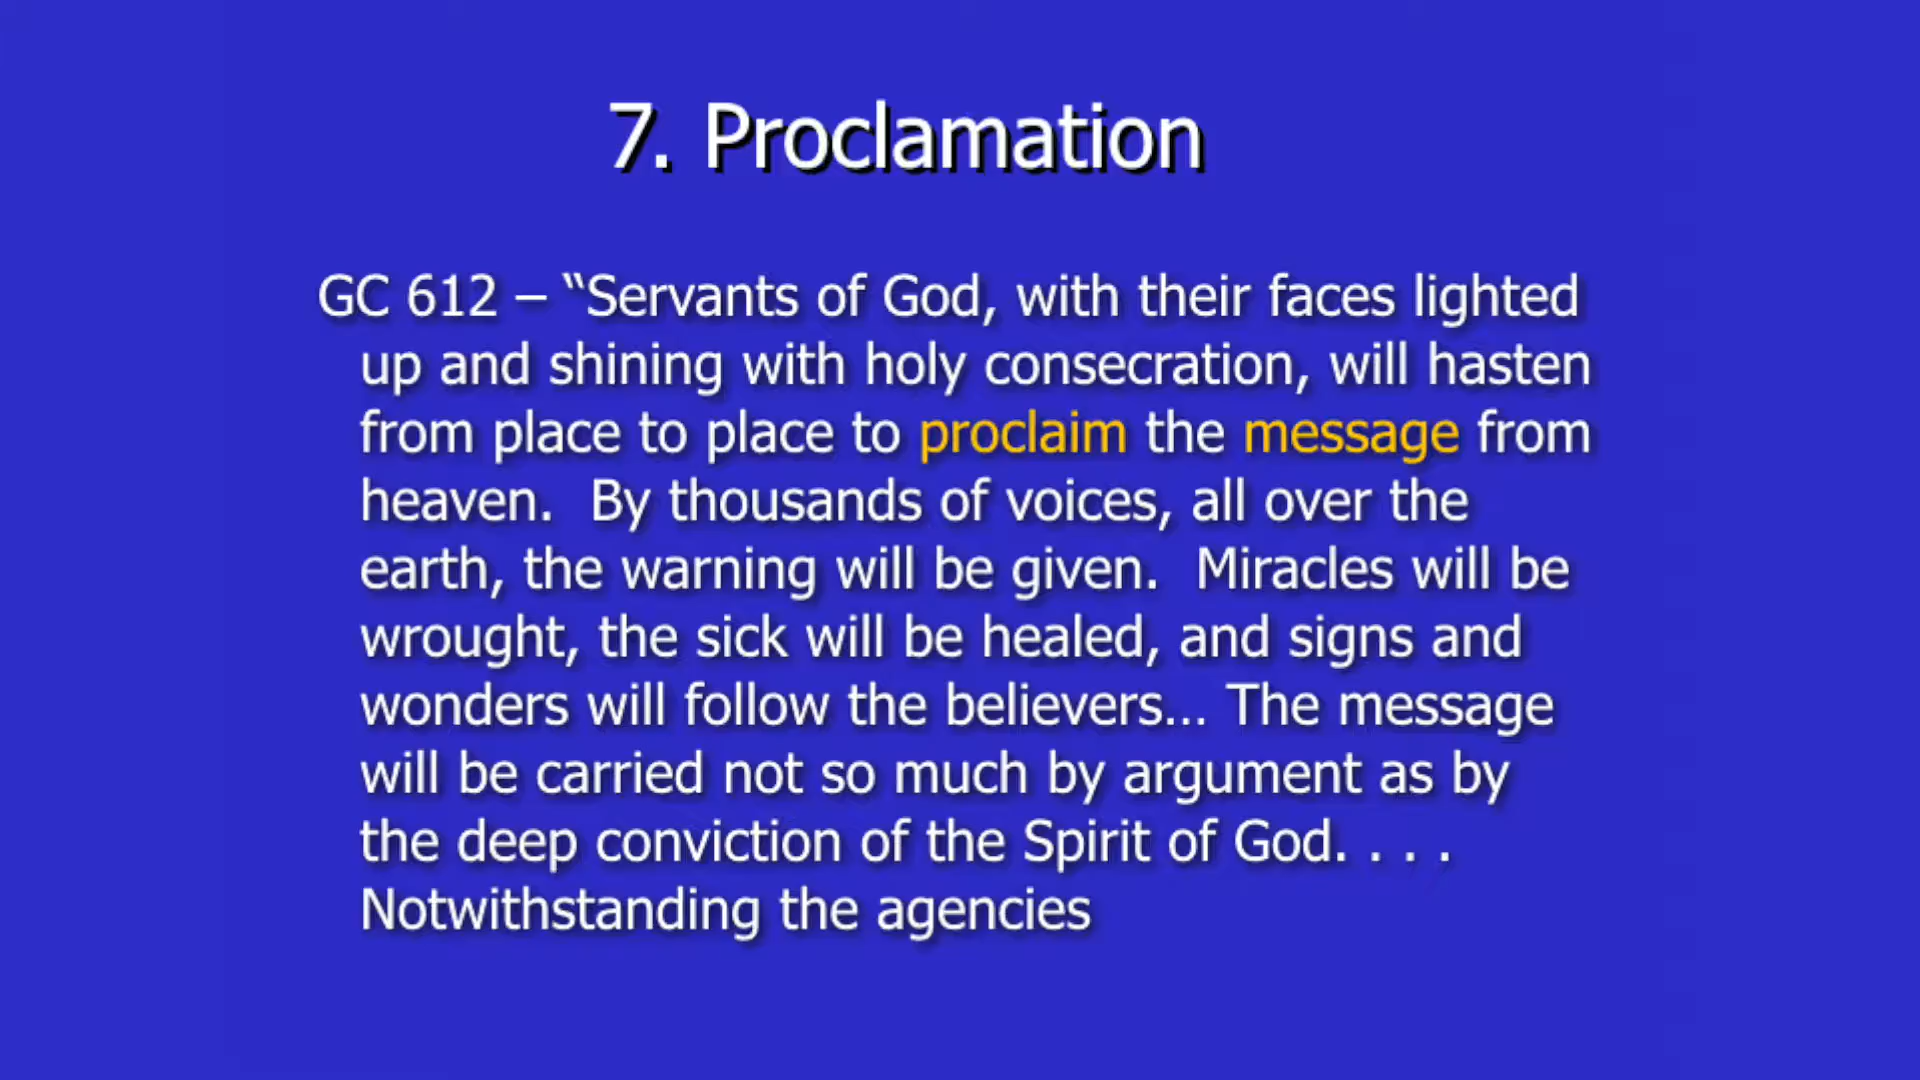 7. Proclamation
GC 612 – “Servants of God, with their faces lighted
up and shining with holy consecration, will hasten
from place to place to proclaim the message from
heaven.  By thousands of voices, all over the
earth, the warning will be given.  Miracles will be
wrought, the sick will be healed, and signs and
wonders will follow the believers... The message
will be carried not so much by argument as by
the deep conviction of the Spirit of God. . . .
Notwithstanding the agencies